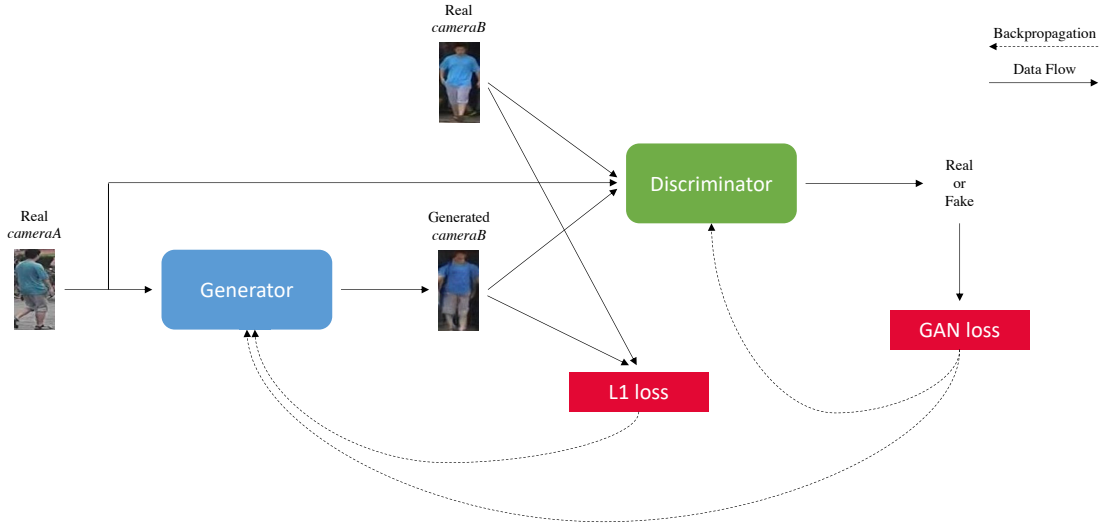 Real
cameraB
Backpropagation
Data Flow
Discriminator
Real
or
Fake
Real
cameraA
Generated
cameraB
Generator
GAN loss
L1 loss